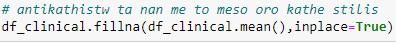 # antikathistw ta nan me to meso oro kathe stilis
df_clinical.fillna(df_clinical.mean(),inplace=True)